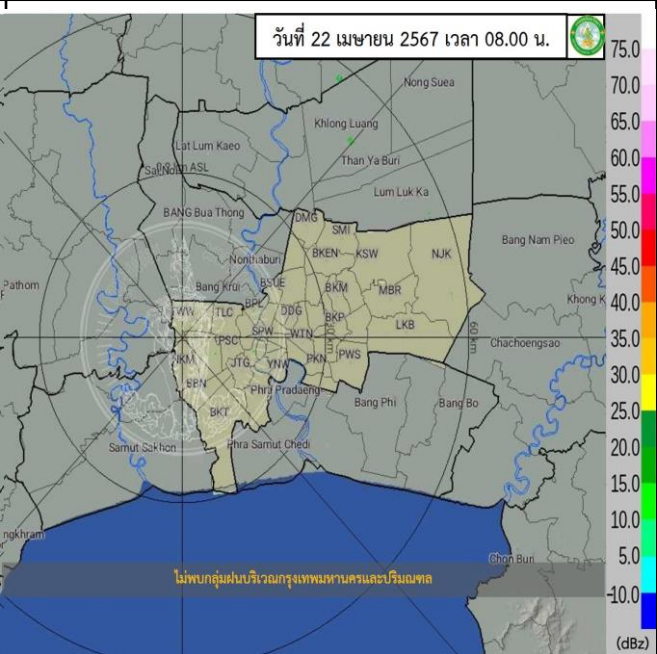 วันที่ 22 เมษายน 2567 เวลา 08.00 น.
75.0
Nong Suea
70.0
Khlong Luang
65.0
Lat Lum Kaeo
Than Ya Buri
60.0
Lum Luk Ka
55.0
BANG Bua Thong
DMG
50.0
SMI
Bang Nam Pieo
BKEN KSW NJK
Nonthaburi
45.0
Pathom
Bang Krui
BSUE
BKM
MBR
40.0
Khong K
BPL
TLC
DDG
BKP
LKB
35.0
SPW
WTN
PSC
Chachoengsao
60 km
JTG
YNW
PKN
PWS
30.0
BBN
Phra Pradaeng
Bang Phi
Bang Bo
25.0
BKT
Samut Sakhon
Phra Samut Chedi
20.0
15.0
ngkhram
10.0
Chon Buri
5.0
ไม่พบกลุ่มฝนบริเวณกรุงเทพมหานครและปริมณฑล
-10.0
(dBz)